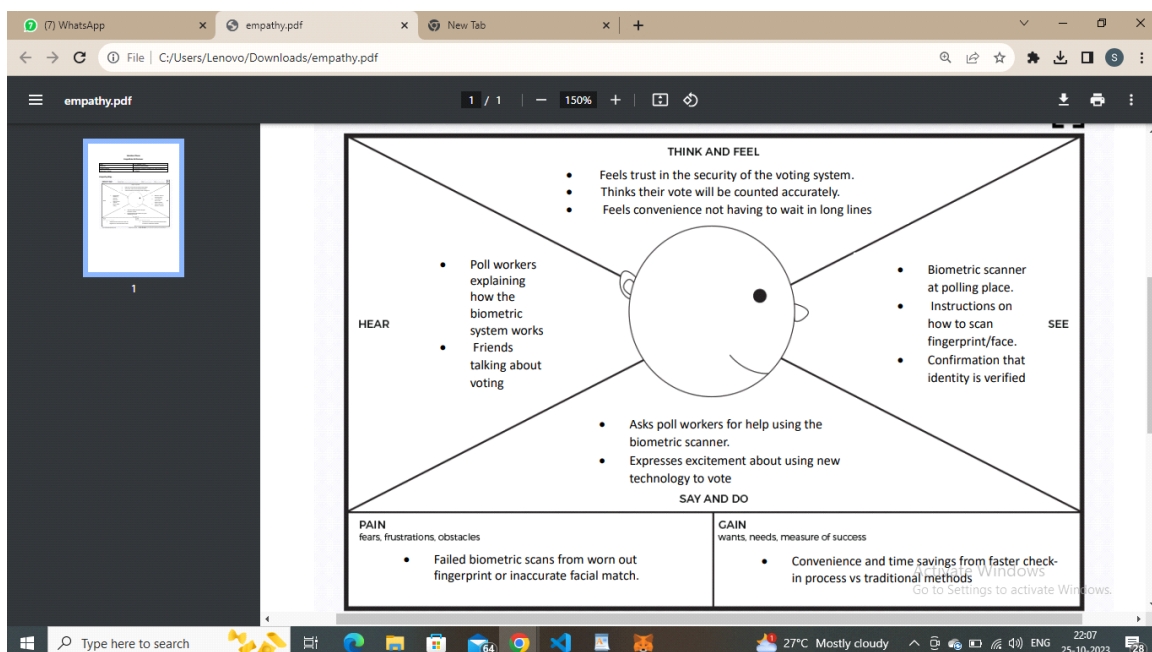 (7) WhatsApp
empathy.pdf
New Tab
File | C:/Users/Lenovo/Downloads/empathy.pdf
S
empathy.pdf
1 / 1
150%
1
THINK AND FEEL
• Feels trust in the security of the voting system.
• Thinks their vote will be counted accurately.
• Feels convenience not having to wait in long lines
HEAR
• Poll workers
explaining
how the
biometric
system works
• Friends
talking about
voting
• Biometric scanner
at polling place.
• Instructions on
how to scan
fingerprint/face.
• Confirmation that
identity is verified
SEE
• Asks poll workers for help using the
biometric scanner.
• Expresses excitement about using new
technology to vote
SAY AND DO
PAIN
fears, frustrations, obstacles
• Failed biometric scans from worn out
fingerprint or inaccurate facial match.
GAIN
wants, needs, measure of success
• Convenience and time savings from faster check-
in process vs traditional methods
Activate Windows
Go to Settings to activate Windows.
Type here to search
64
27°C Mostly cloudy
ENG
22:07
25-10-2023
28